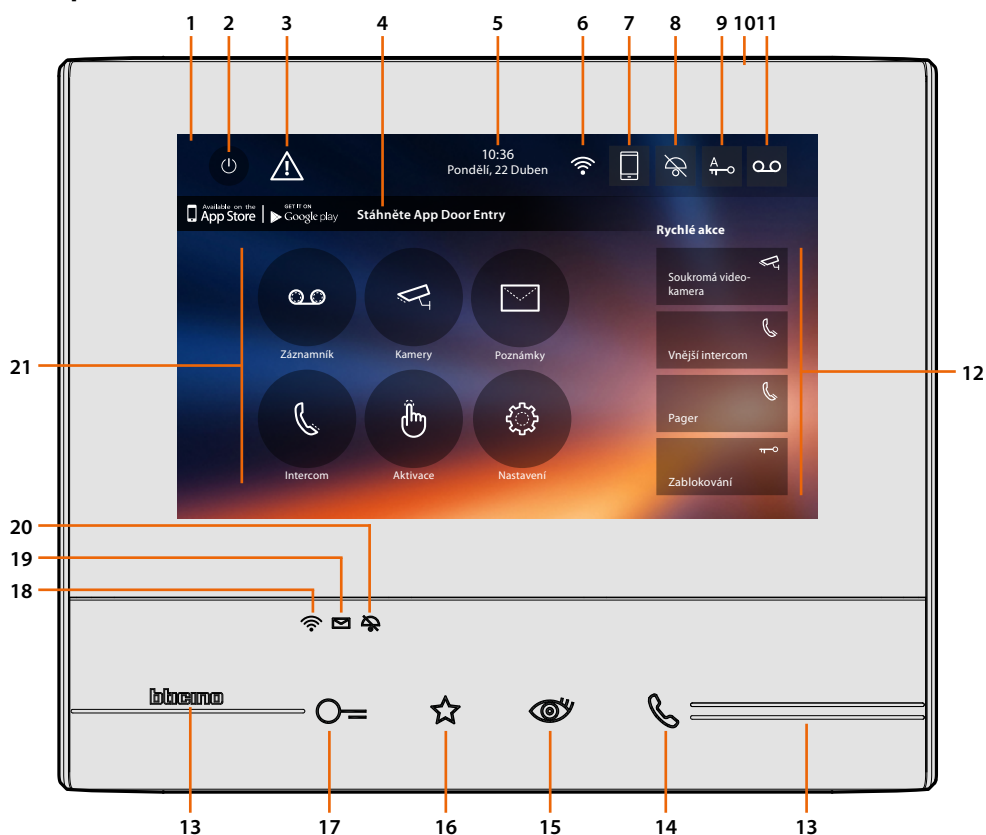 1 2 3 4 5 6 7 8 9 10 11
10:36
Pondělí, 22 Duben
A
Available on the
App Store
GET IT ON
Google play
Stáhněte App Door Entry
Rychlé akce
Soukromá video-
kamera
Záznamník
Kamery
Poznámky
Vnější intercom
21
12
Pager
Intercom
Aktivace
Nastavení
Zablokování
20
19
18
bticino
13 17 16 15 14 13